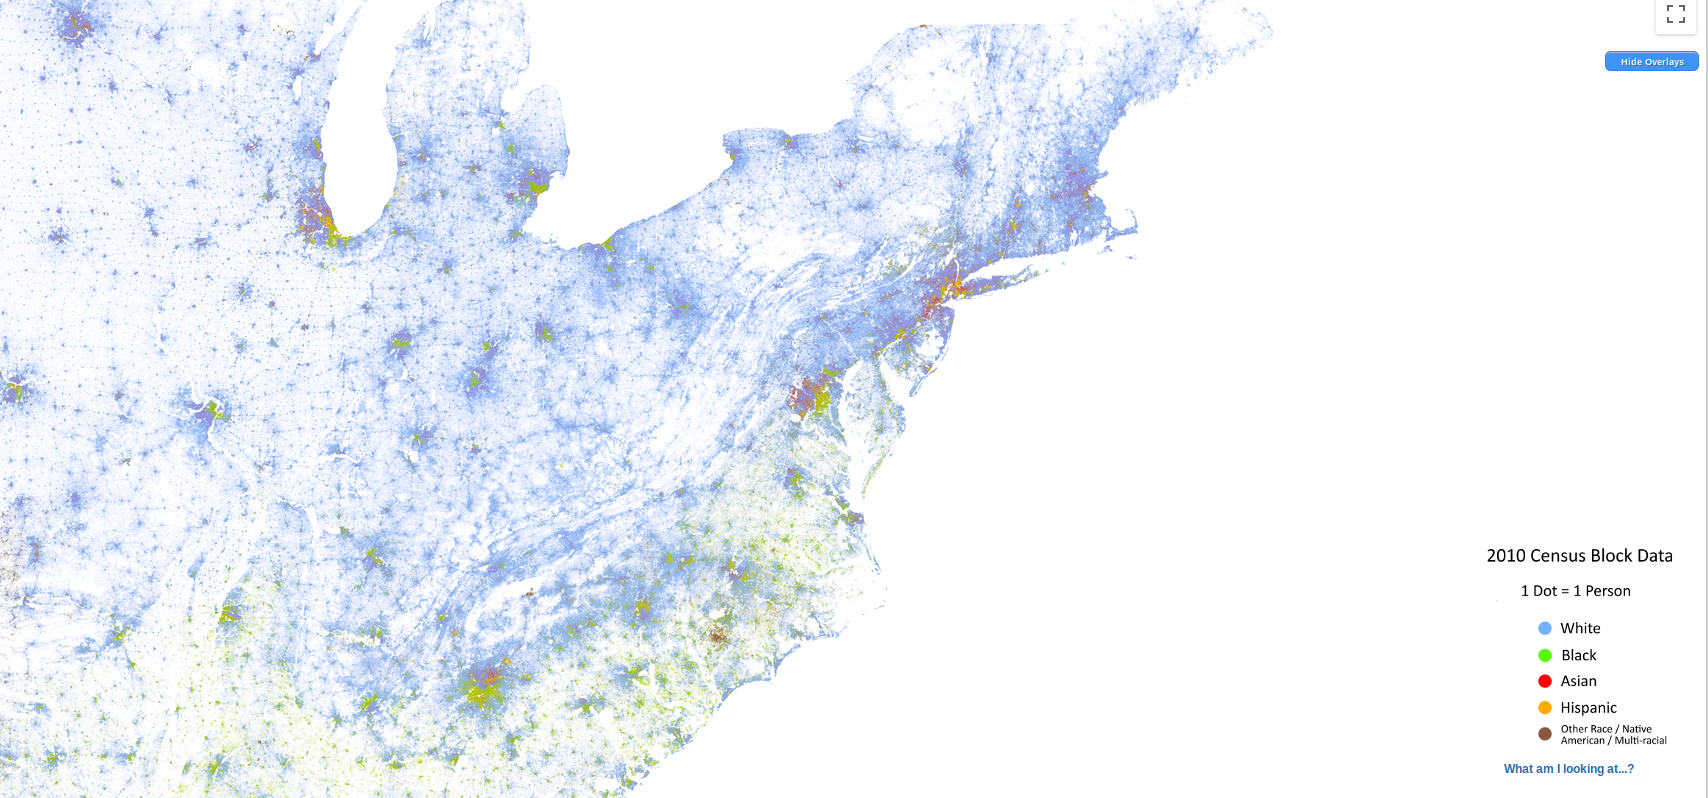 Hide Overlays
2010 Census Block Data
1 Dot = 1 Person
White
Black
Asian
Hispanic
Other Race / Native
American / Multi-racial
What am I looking at...?